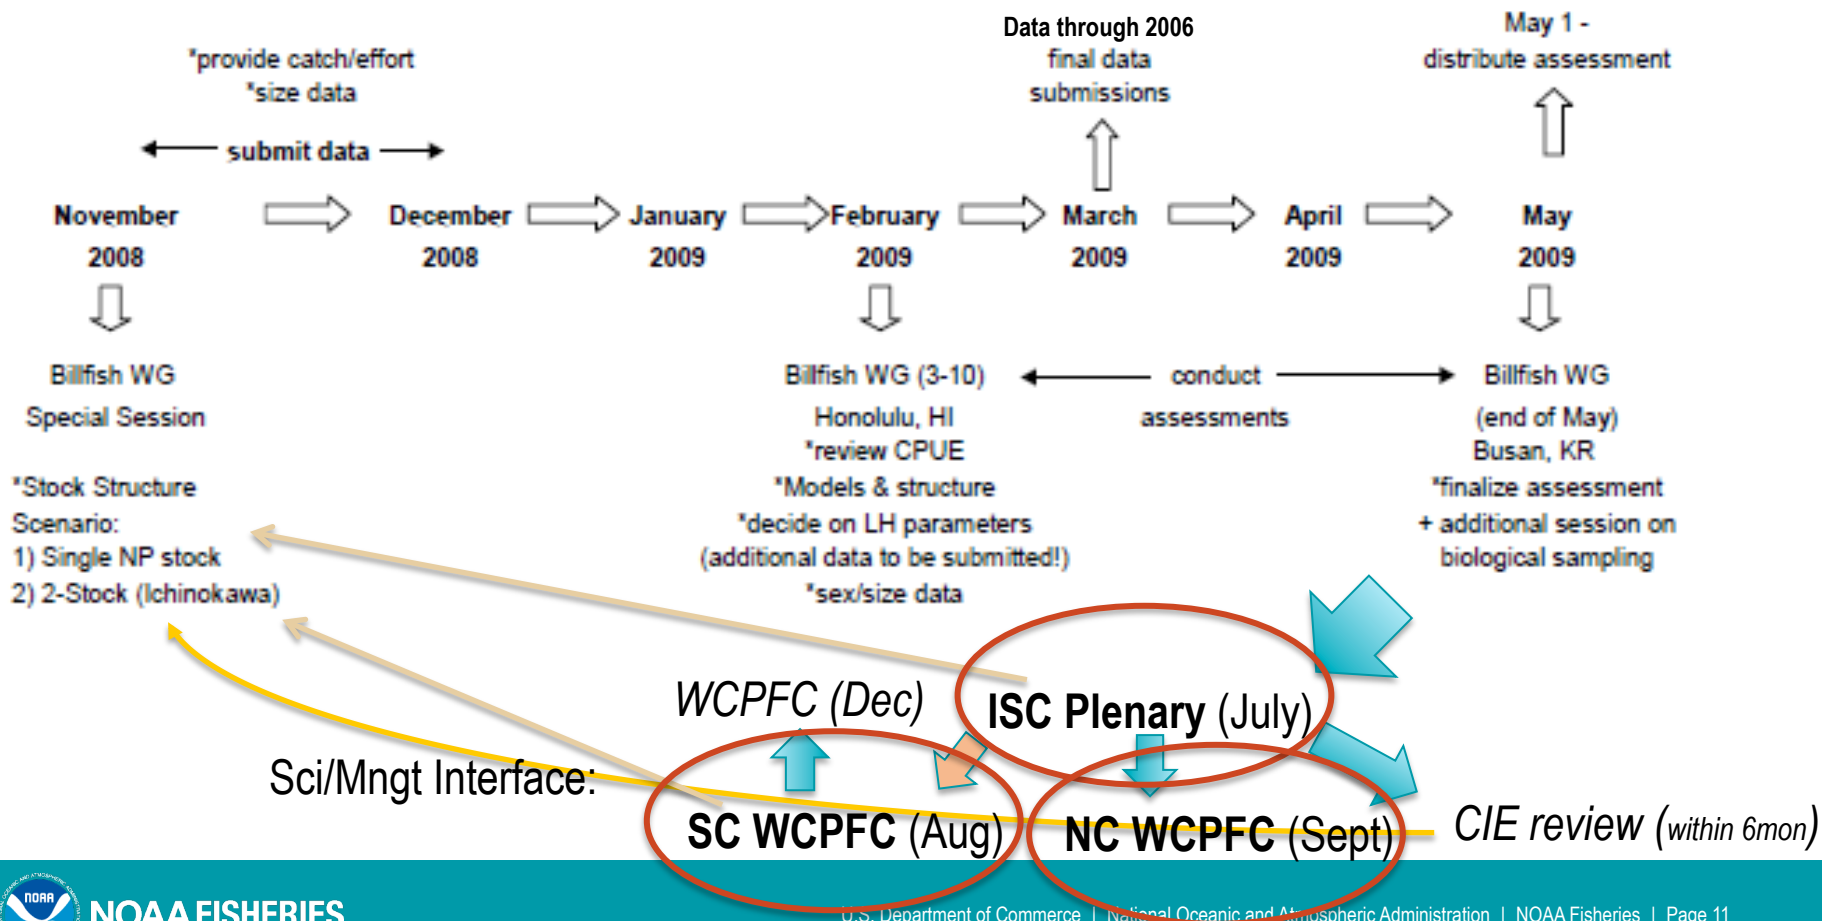 Data through 2006
final data
submissions
May 1 -
distribute assessment
*provide catch/effort
*size data
submit data
November
2008
December
2008
January
2009
February
2009
March
2009
April
2009
May
2009
Billfish WG
Special Session
*Stock Structure
Scenario:
1) Single NP stock
2) 2-Stock (Ichinokawa)
Billfish WG (3-10)
Honolulu, HI
*review CPUE
*Models & structure
*decide on LH parameters
(additional data to be submitted!)
*sex/size data
conduct
assessments
Billfish WG
(end of May)
Busan, KR
*finalize assessment
+ additional session on
biological sampling
WCPFC (Dec)
ISC Plenary (July)
Sci/Mngt Interface:
SC WCPFC (Aug)
NC WCPFC (Sept)
CIE review (within 6mon)
NOAA
NOAA FISHERIES
U.S. Department of Commerce | National Oceanic and Atmospheric Administration | NOAA Fisheries | Page 11